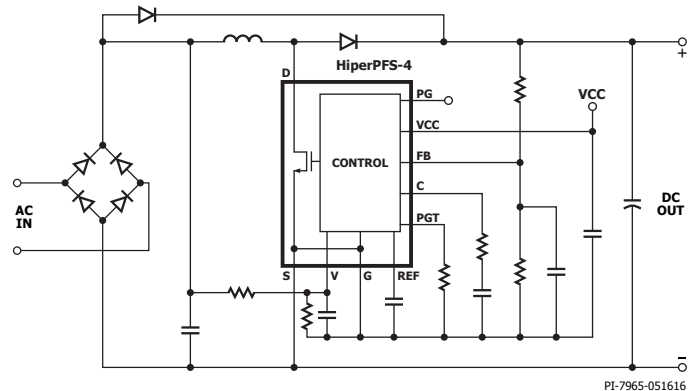 D
HiperPFS-4
PG
VCC
VCC
FB
CONTROL
C
PGT
S
V
G
REF
AC
IN
DC
OUT
+
–
PI-7965-051616